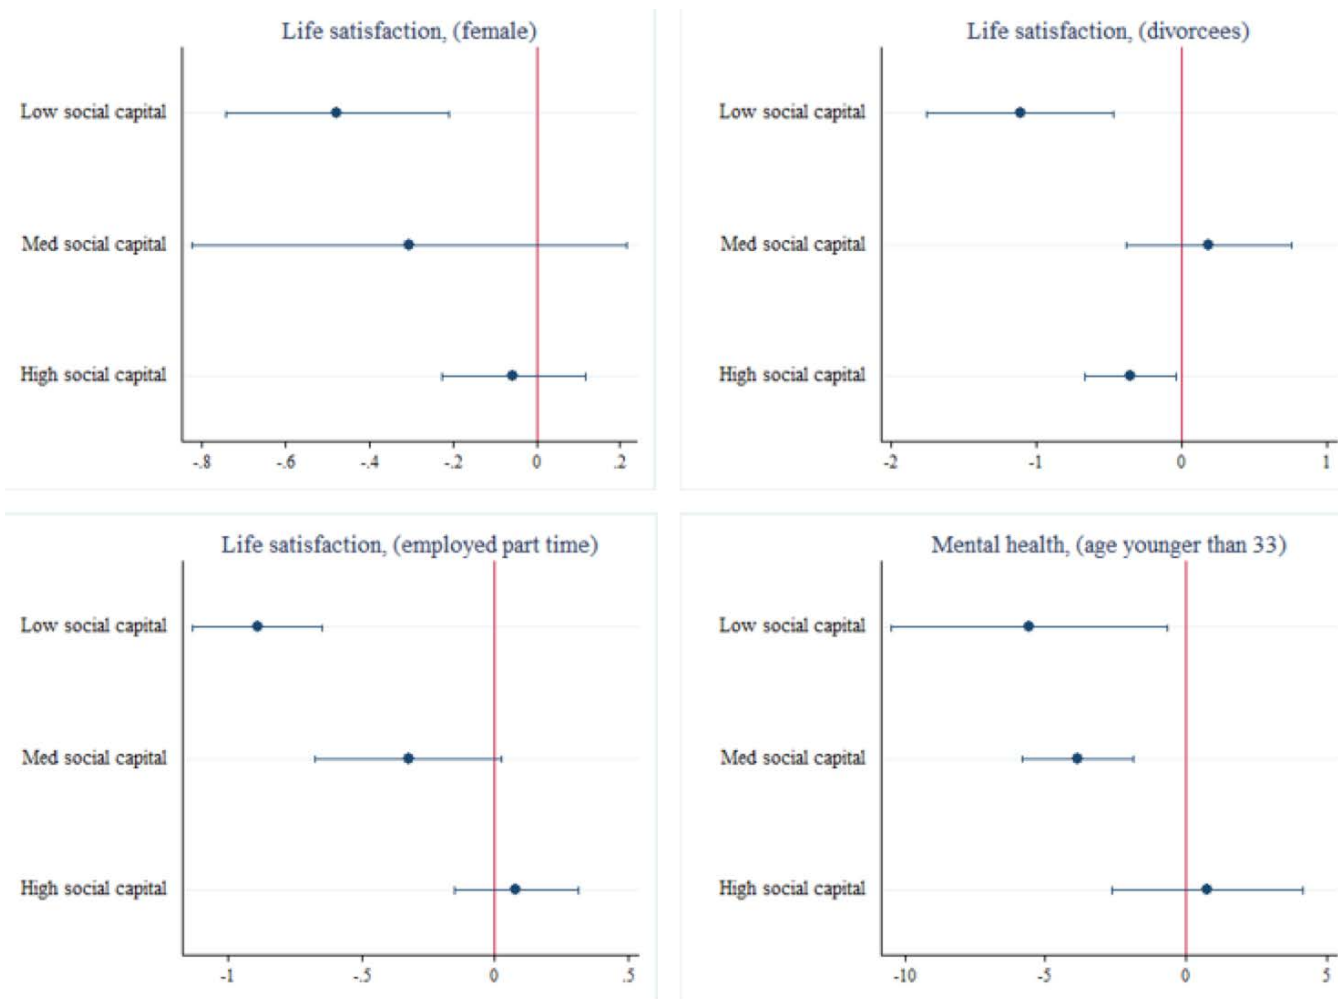 Life satisfaction, (female)
Low social capital
Med social capital
High social capital
-.8 -.6 -.4 -.2 0 .2
Life satisfaction, (divorcees)
Low social capital
Med social capital
High social capital
-2 -1 0 1
Life satisfaction, (employed part time)
Low social capital
Med social capital
High social capital
-1 -.5 0 .5
Mental health, (age younger than 33)
Low social capital
Med social capital
High social capital
-10 -5 0 5